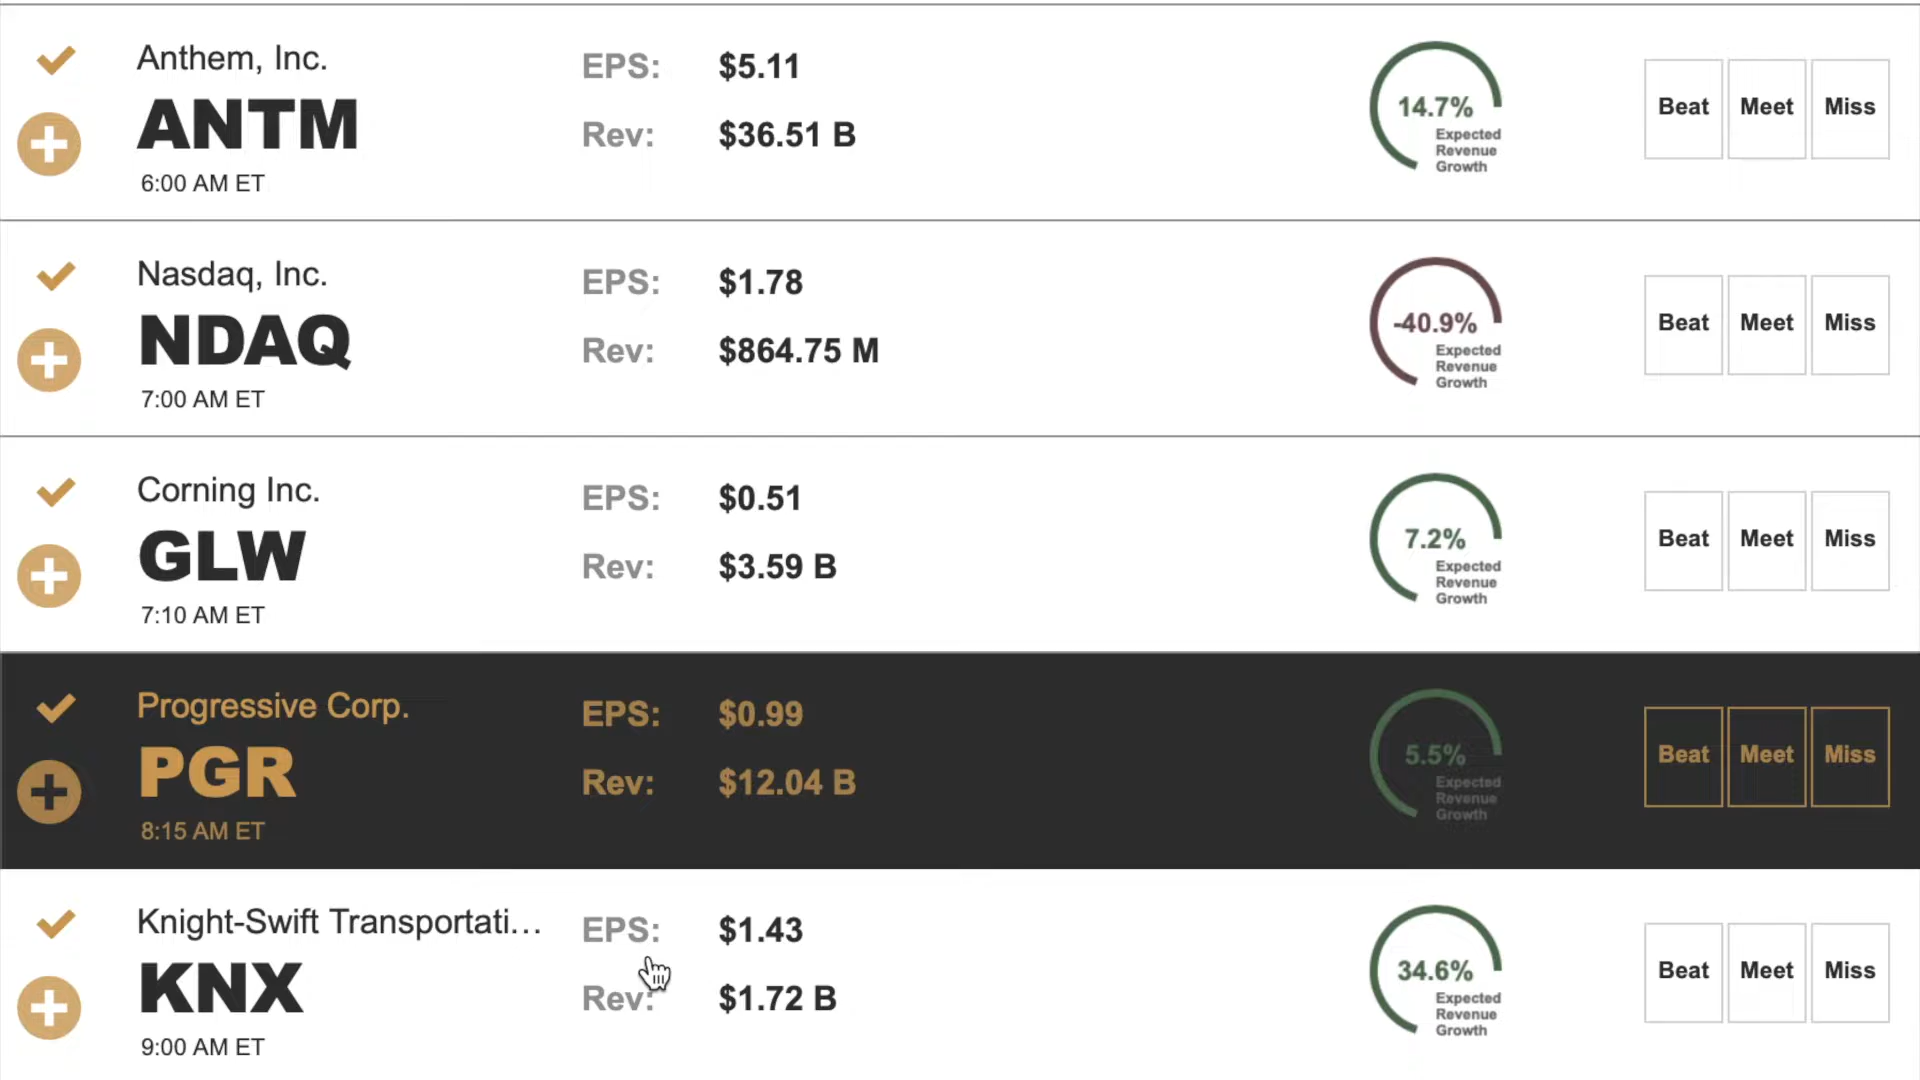 Anthem, Inc.
ANTM
6:00 AM ET
EPS: $5.11
Rev: $36.51 B
14.7%
Expected
Revenue
Growth
Beat Meet Miss
Nasdaq, Inc.
NDAQ
7:00 AM ET
EPS: $1.78
Rev: $864.75 M
-40.9%
Expected
Revenue
Growth
Beat Meet Miss
Corning Inc.
GLW
7:10 AM ET
EPS: $0.51
Rev: $3.59 B
7.2%
Expected
Revenue
Growth
Beat Meet Miss
Progressive Corp.
PGR
8:15 AM ET
EPS: $0.99
Rev: $12.04 B
5.5%
Expected
Revenue
Growth
Beat Meet Miss
Knight-Swift Transportati...
KNX
9:00 AM ET
EPS: $1.43
Rev: $1.72 B
34.6%
Expected
Revenue
Growth
Beat Meet Miss